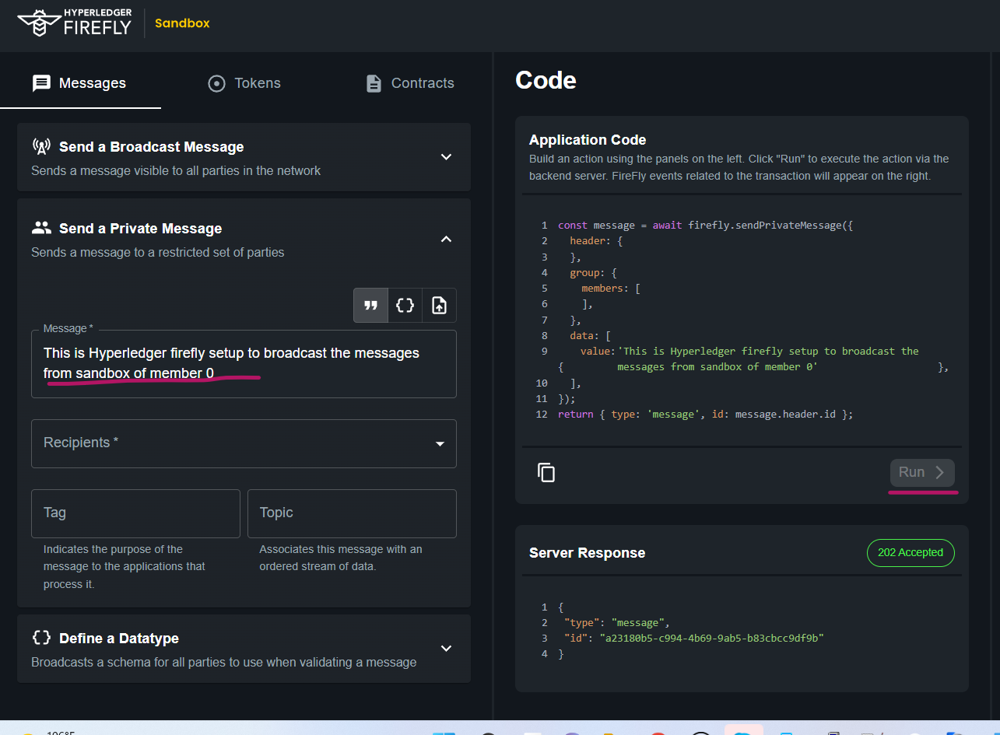 HYPERLEDGER
FIREFLY
Sandbox
Messages
Tokens
Contracts
Send a Broadcast Message
Sends a message visible to all parties in the network
Send a Private Message
Sends a message to a restricted set of parties
Message *
This is Hyperledger firefly setup to broadcast the messages
from sandbox of member 0
Recipients *
Tag
Topic
Indicates the purpose of the
message to the applications that
process it.
Associates this message with an
ordered stream of data.
Define a Datatype
Broadcasts a schema for all parties to use when validating a message
Code
Application Code
Build an action using the panels on the left. Click "Run" to execute the action via the
backend server. FireFly events related to the transaction will appear on the right.
1 const message = await firefly.sendPrivateMessage({
2 header: {
3 },
4 group: {
5 members: [
6 ],
7 },
8 data: [
9 value: 'This is Hyperledger firefly setup to broadcast the
{ messages from sandbox of member 0' },
10 ],
11 });
12 return { type: 'message', id: message.header.id };
Run
Server Response
202 Accepted
1 {
2 "type": "message",
3 "id": "a23180b5-c994-4b69-9ab5-b83cbcc9df9b"
4 }